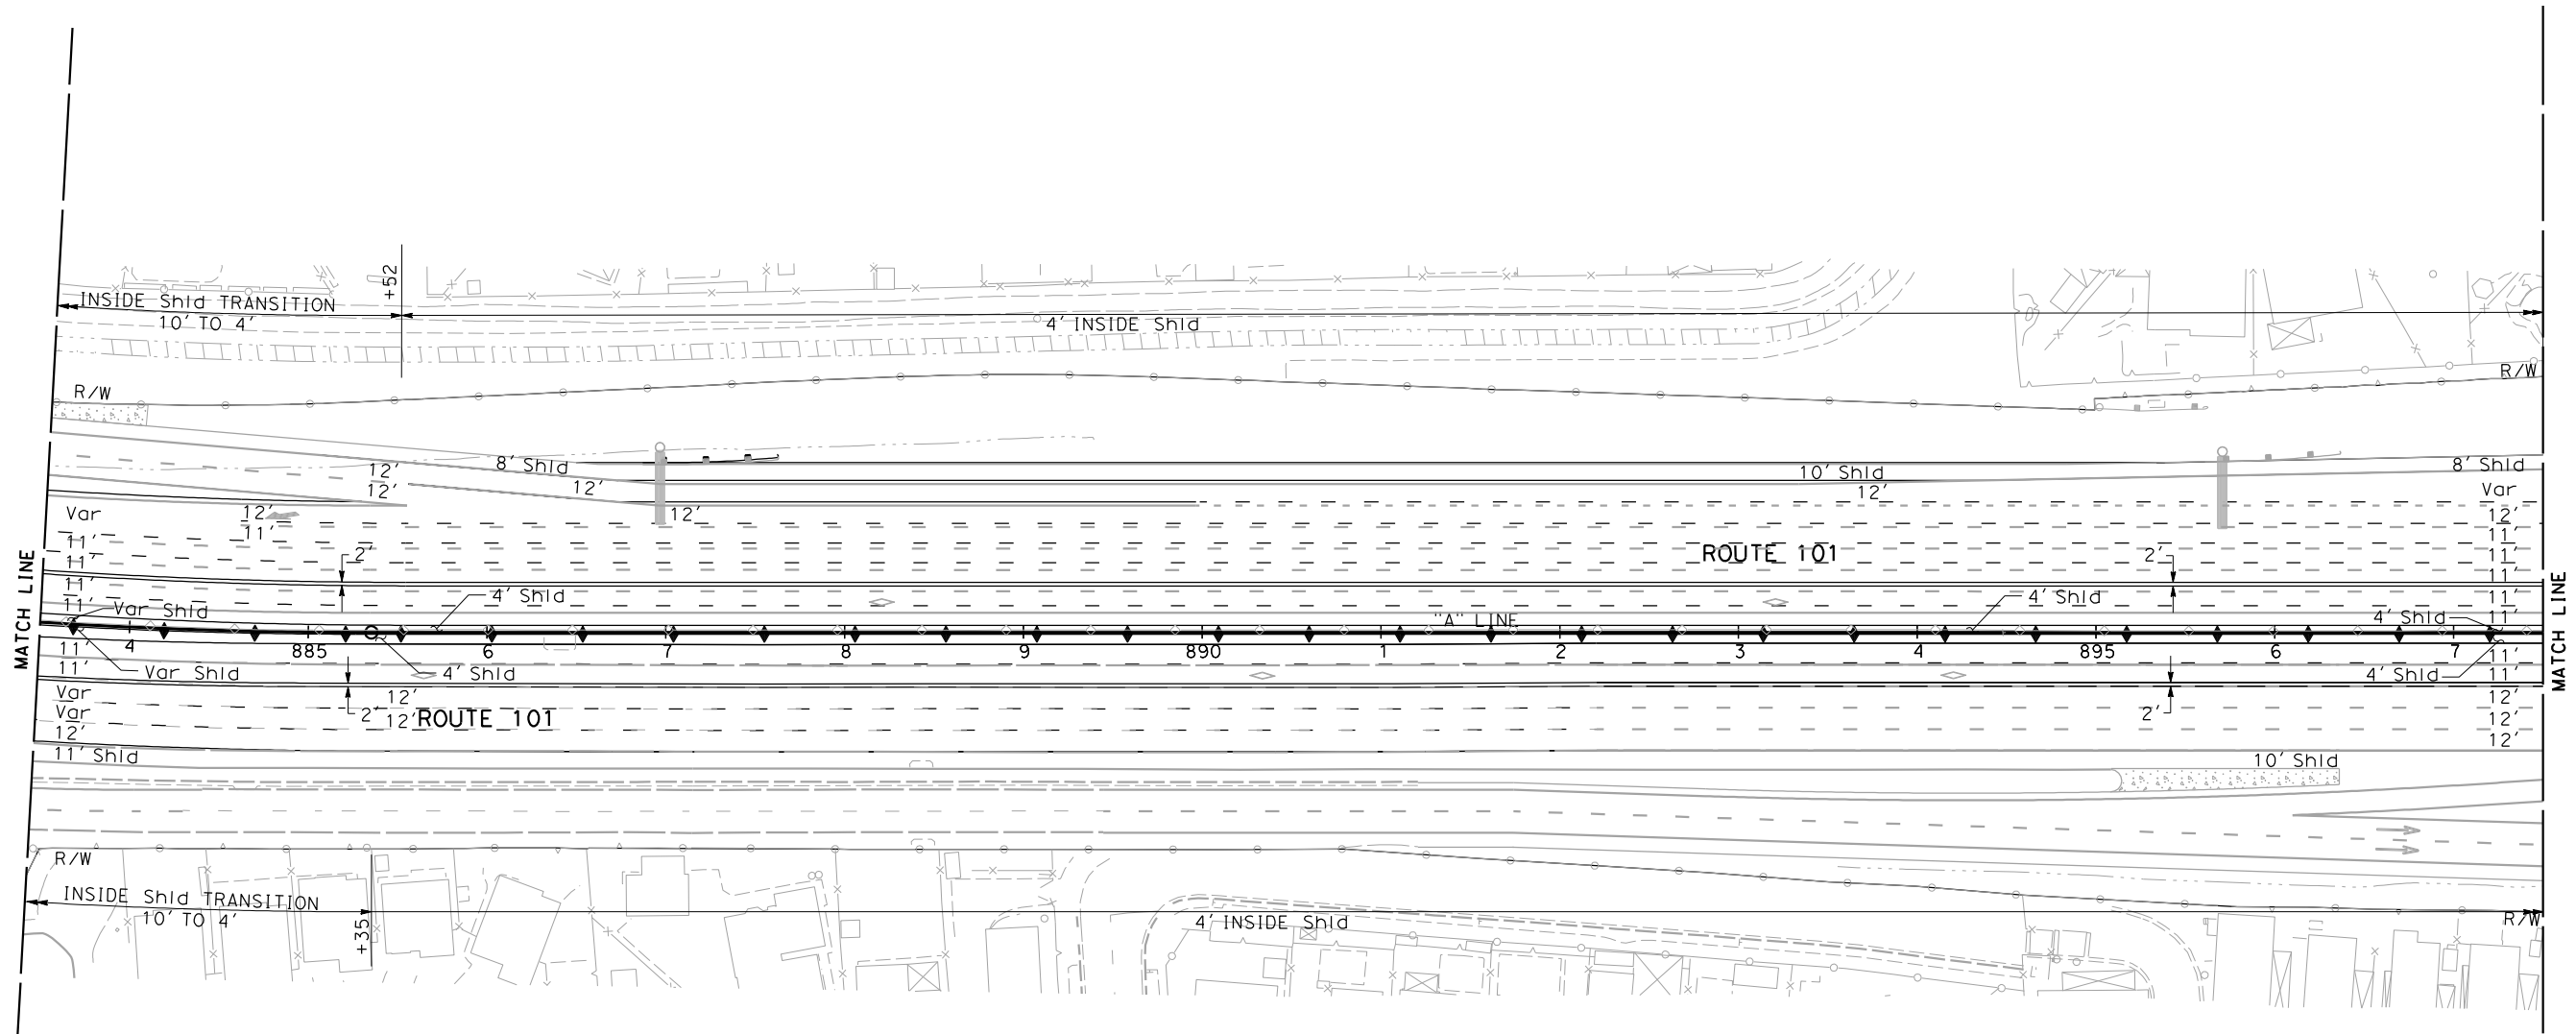 +52
INSIDE Shld TRANSITION
10' TO 4'
4' INSIDE Shld
R/W
R/W
12'
8' Shld
12'
12'
10' Shld
12'
8' Shld
Var
Var
12'
11'
12'
12'
11'
11'
11'
11'
11'
2'
ROUTE 101
2'
11'
11'
11'
11'
11'
MATCH LINE
MATCH LINE
Var Shld
4' Shld
"A" LINE
4' Shld
4' Shld
4
885
6
7
8
9
890
1
2
3
4
895
6
7
11'
11'
Var Shld
4' Shld
4' Shld
11'
11'
Var
Var
12'
12'
12'
2'
ROUTE 101
2'
12'
12'
12'
11' Shld
10' Shld
R/W
INSIDE Shld TRANSITION
10' TO 4'
+35
4' INSIDE Shld
R/W